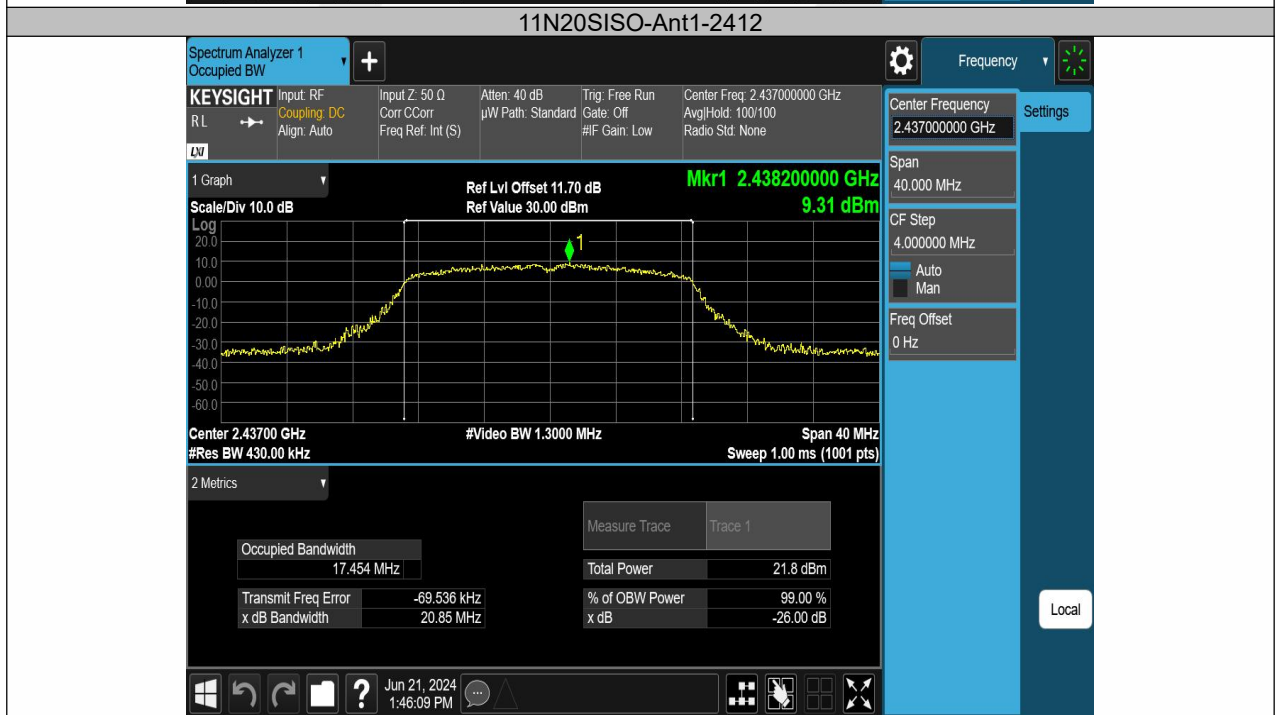 11N20SISO-Ant1-2412
Spectrum Analyzer 1
Occupied BW
+
Frequency
KEYSIGHT
R L
LXI
Input: RF
Coupling: DC
Align: Auto
Input Z: 50 Ω
Corr CCorr
Freq Ref: Int (S)
Atten: 40 dB
µW Path: Standard
Trig: Free Run
Gate: Off
#IF Gain: Low
Center Freq: 2.437000000 GHz
Avg|Hold: 100/100
Radio Std: None
Center Frequency
2.437000000 GHz
Settings
Span
40.000 MHz
CF Step
4.000000 MHz
Auto
Man
Freq Offset
0 Hz
Local
1 Graph
Scale/Div 10.0 dB
Ref Lvl Offset 11.70 dB
Ref Value 30.00 dBm
Mkr1 2.438200000 GHz
9.31 dBm
Log
20.0
10.0
0.00
-10.0
-20.0
-30.0
-40.0
-50.0
-60.0
1
Center 2.43700 GHz
#Res BW 430.00 kHz
#Video BW 1.3000 MHz
Span 40 MHz
Sweep 1.00 ms (1001 pts)
2 Metrics
Measure Trace Trace 1
Occupied Bandwidth
17.454 MHz
Total Power 21.8 dBm
Transmit Freq Error -69.536 kHz
% of OBW Power 99.00 %
x dB Bandwidth 20.85 MHz
x dB -26.00 dB
?
Jun 21, 2024
1:46:09 PM